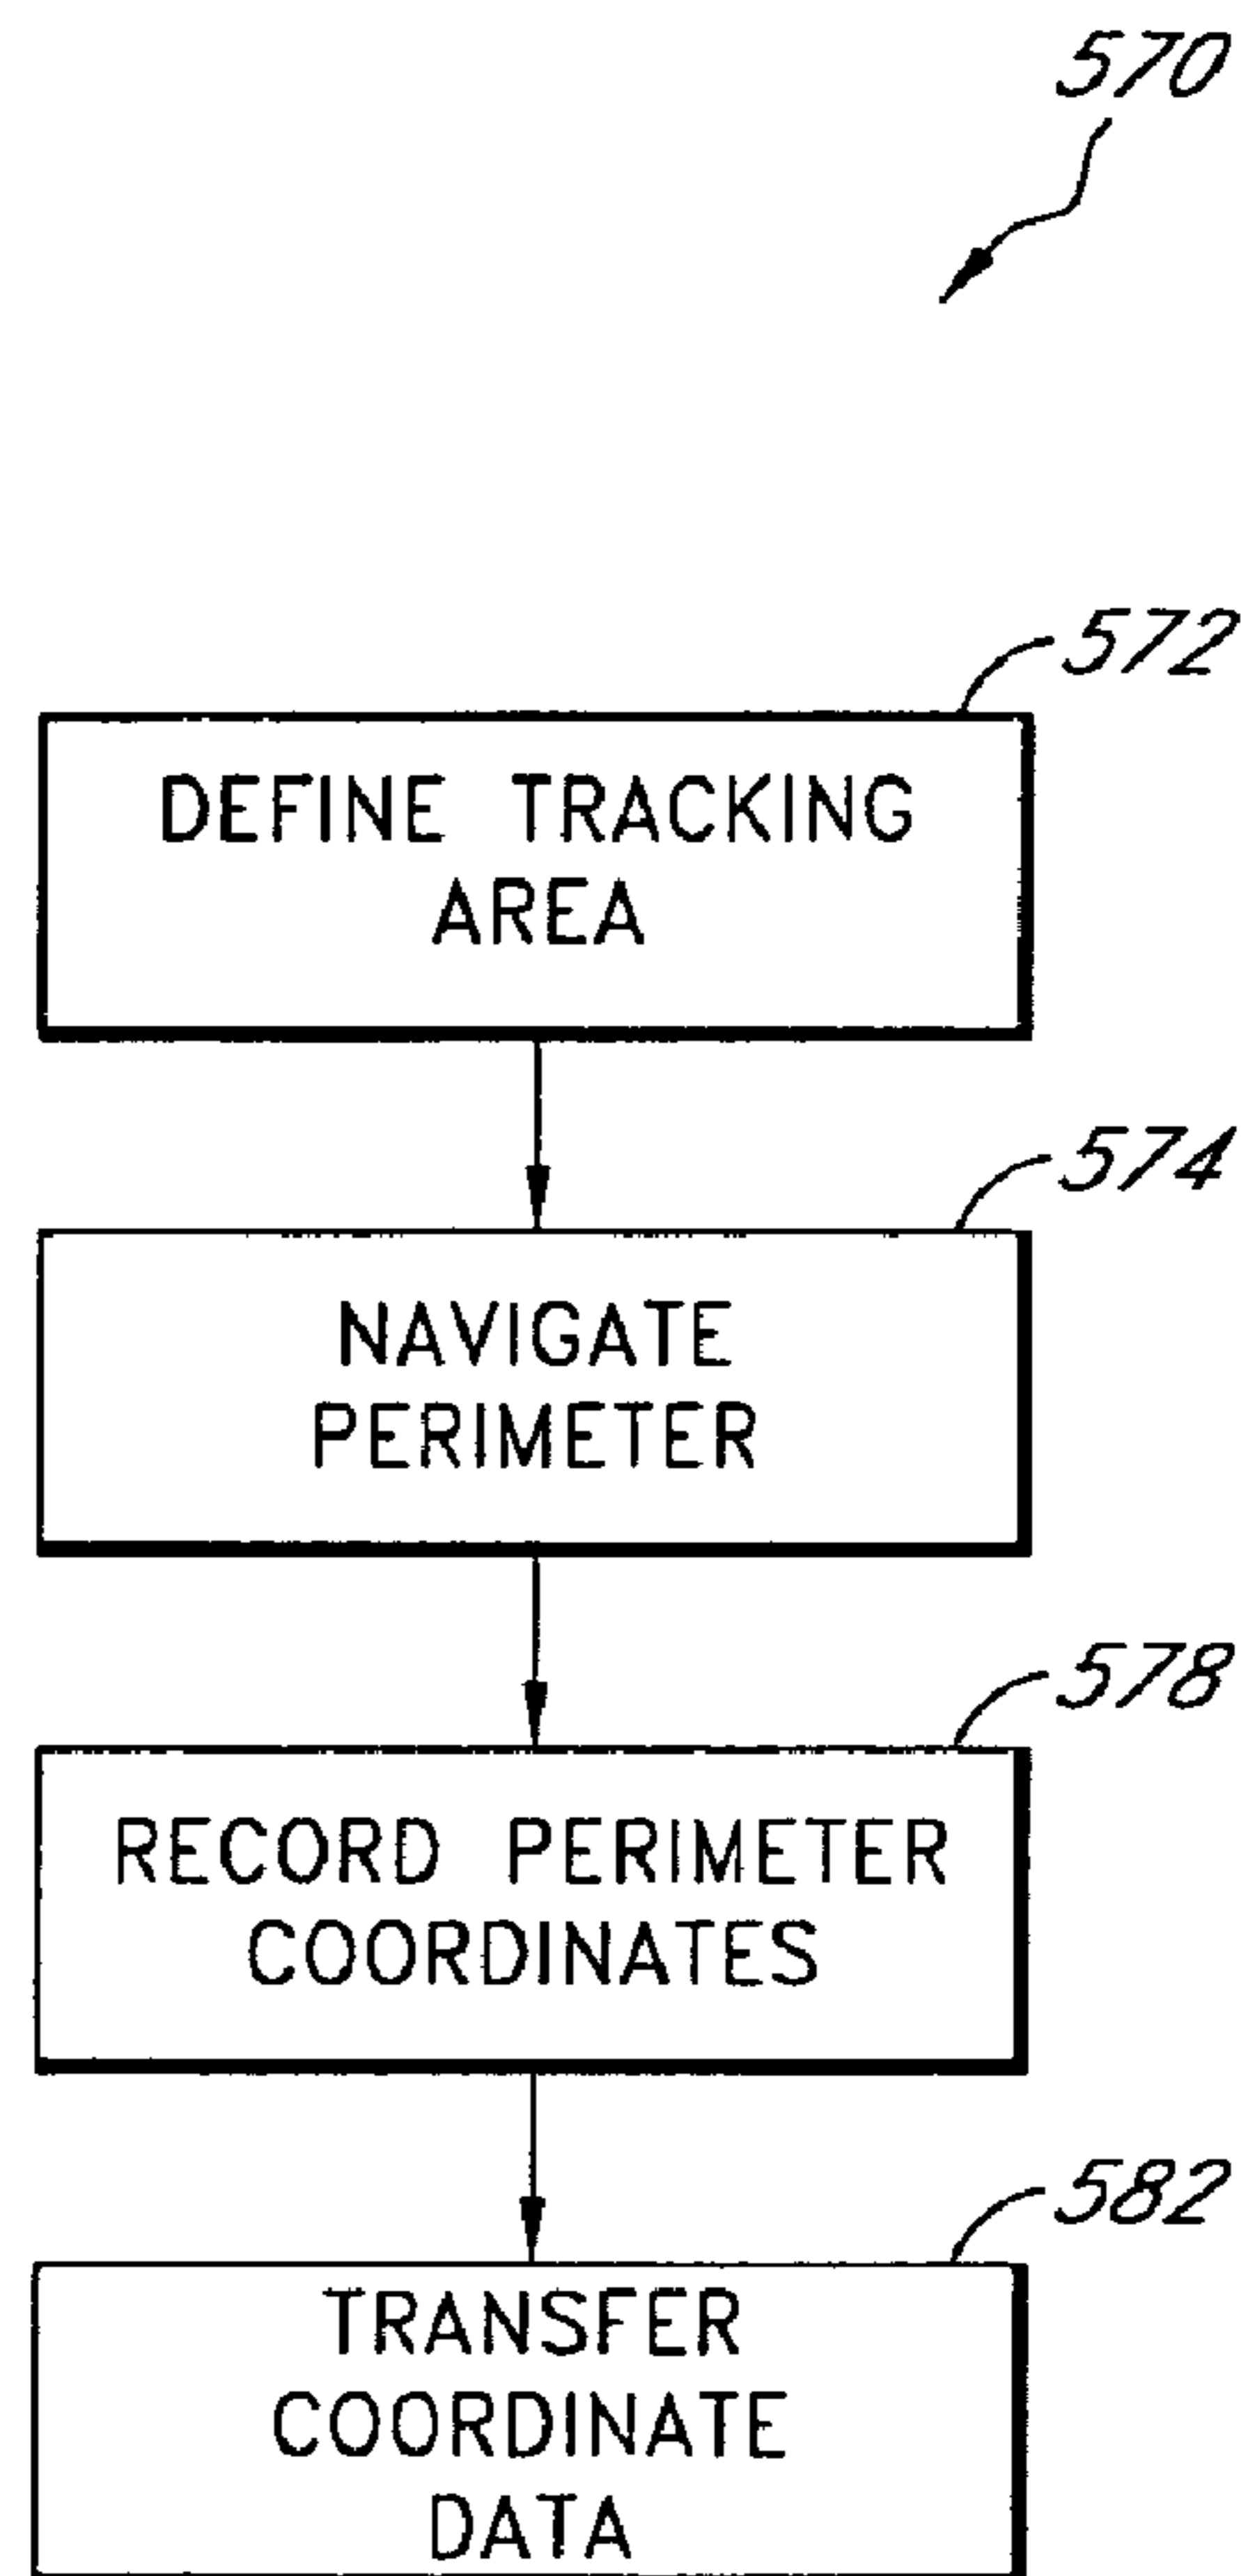 570
572
DEFINE TRACKING
AREA
574
NAVIGATE
PERIMETER
578
RECORD PERIMETER
COORDINATES
582
TRANSFER
COORDINATE
DATA